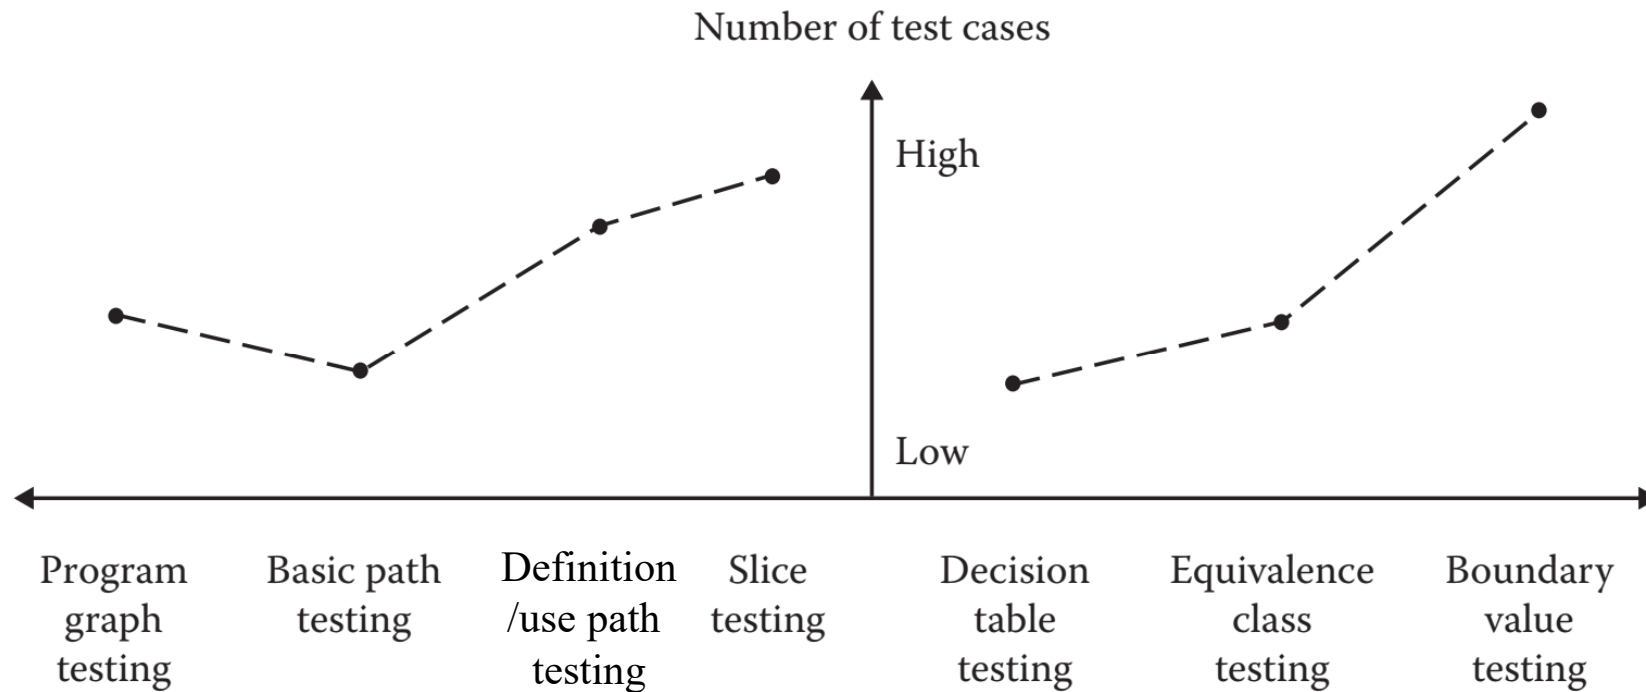 Number of test cases
High
Low
Program
graph
testing
Basic path
testing
Definition
/use path
testing
Slice
testing
Decision
table
testing
Equivalence
class
testing
Boundary
value
testing